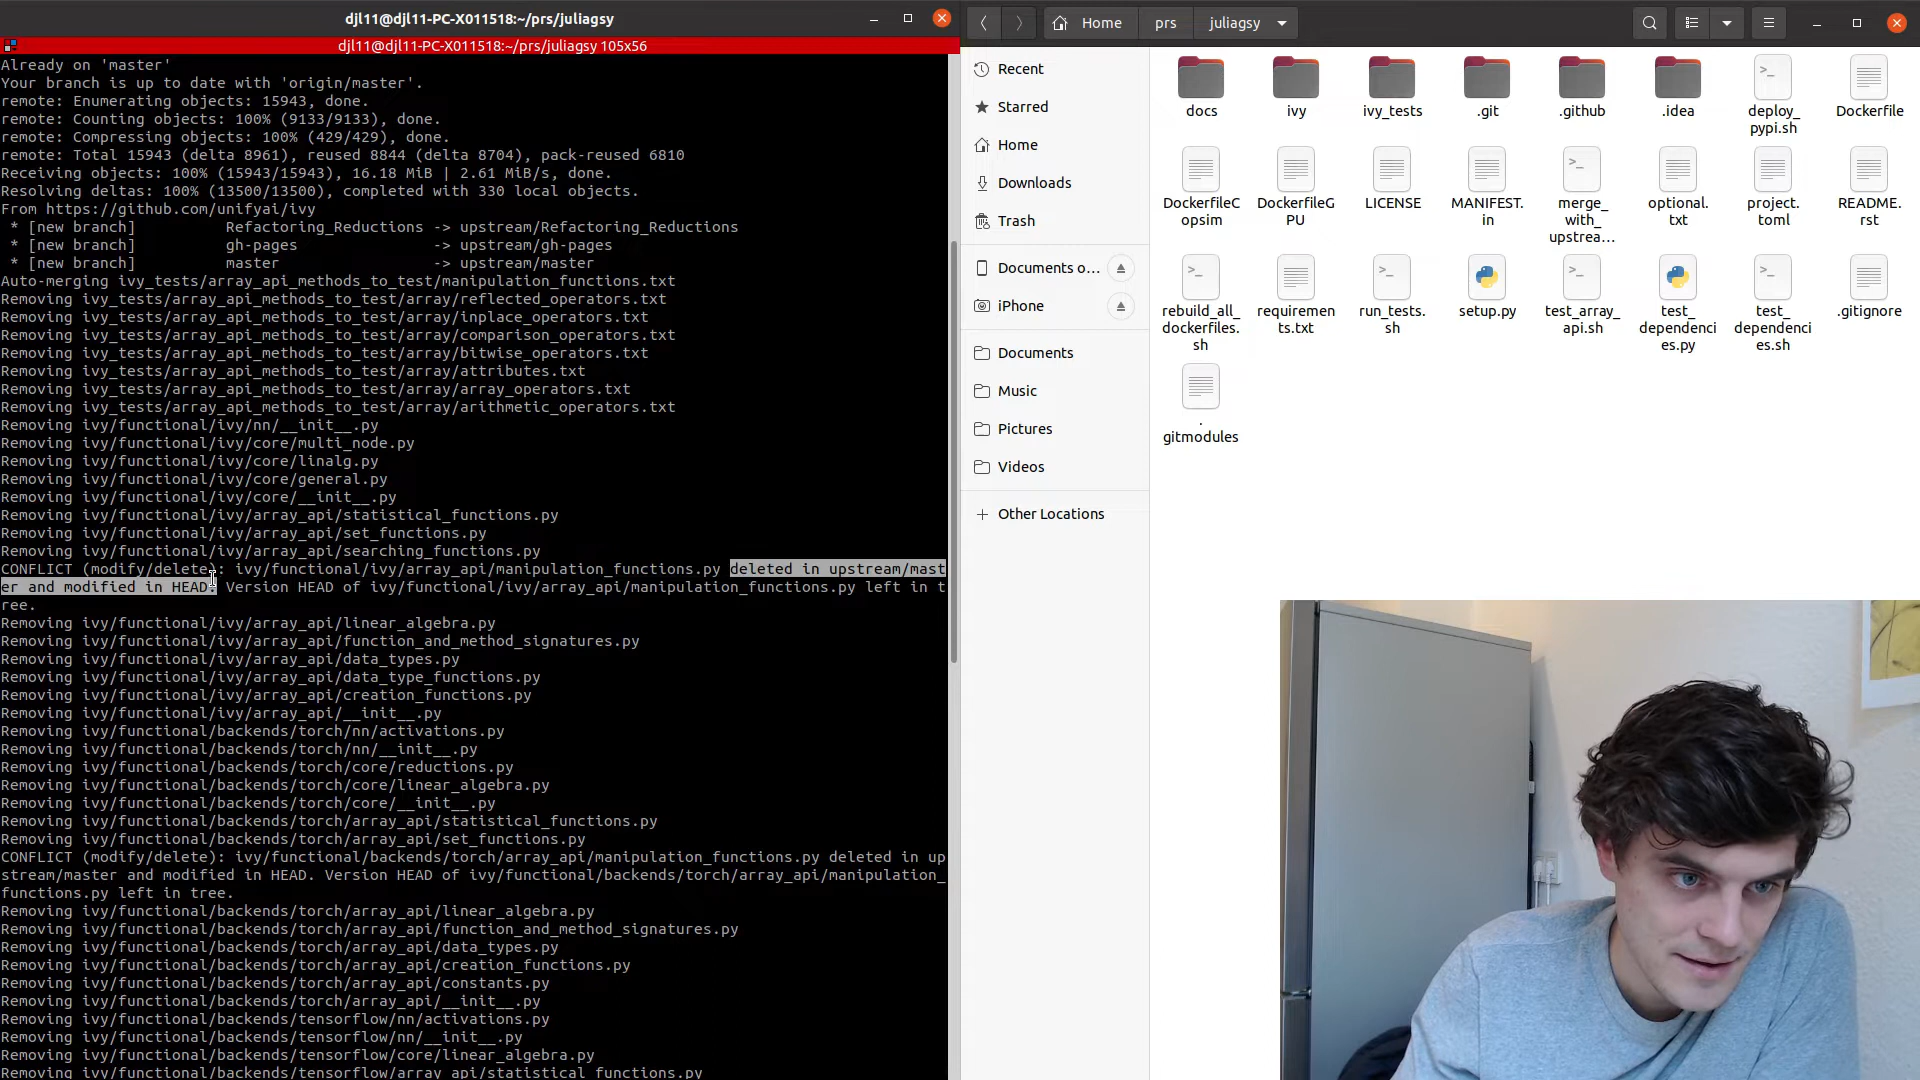 djl11@djl11-PC-X011518:~/prs/juliagsy
djl11@djl11-PC-X011518:~/prs/juliagsy 105x56
Already on 'master'
Your branch is up to date with 'origin/master'.
remote: Enumerating objects: 15943, done.
remote: Counting objects: 100% (9133/9133), done.
remote: Compressing objects: 100% (429/429), done.
remote: Total 15943 (delta 8961), reused 8844 (delta 8704), pack-reused 6810
Receiving objects: 100% (15943/15943), 16.18 MiB | 2.61 MiB/s, done.
Resolving deltas: 100% (13500/13500), completed with 330 local objects.
From https://github.com/unifyai/ivy
* [new branch] Refactoring_Reductions -> upstream/Refactoring_Reductions
* [new branch] gh-pages -> upstream/gh-pages
* [new branch] master -> upstream/master
Auto-merging ivy_tests/array_api_methods_to_test/manipulation_functions.txt
Removing ivy_tests/array_api_methods_to_test/array/reflected_operators.txt
Removing ivy_tests/array_api_methods_to_test/array/inplace_operators.txt
Removing ivy_tests/array_api_methods_to_test/array/comparison_operators.txt
Removing ivy_tests/array_api_methods_to_test/array/bitwise_operators.txt
Removing ivy_tests/array_api_methods_to_test/array/attributes.txt
Removing ivy_tests/array_api_methods_to_test/array/array_operators.txt
Removing ivy_tests/array_api_methods_to_test/array/arithmetic_operators.txt
Removing ivy/functional/ivy/nn/__init__.py
Removing ivy/functional/ivy/core/multi_node.py
Removing ivy/functional/ivy/core/linalg.py
Removing ivy/functional/ivy/core/general.py
Removing ivy/functional/ivy/core/__init__.py
Removing ivy/functional/ivy/array_api/statistical_functions.py
Removing ivy/functional/ivy/array_api/set_functions.py
Removing ivy/functional/ivy/array_api/searching_functions.py
CONFLICT (modify/delete): ivy/functional/ivy/array_api/manipulation_functions.py deleted in upstream/mast
er and modified in HEAD. Version HEAD of ivy/functional/ivy/array_api/manipulation_functions.py left in t
ree.
Removing ivy/functional/ivy/array_api/linear_algebra.py
Removing ivy/functional/ivy/array_api/function_and_method_signatures.py
Removing ivy/functional/ivy/array_api/data_types.py
Removing ivy/functional/ivy/array_api/data_type_functions.py
Removing ivy/functional/ivy/array_api/creation_functions.py
Removing ivy/functional/ivy/array_api/__init__.py
Removing ivy/functional/backends/torch/nn/activations.py
Removing ivy/functional/backends/torch/nn/__init__.py
Removing ivy/functional/backends/torch/core/reductions.py
Removing ivy/functional/backends/torch/core/linear_algebra.py
Removing ivy/functional/backends/torch/core/__init__.py
Removing ivy/functional/backends/torch/array_api/statistical_functions.py
Removing ivy/functional/backends/torch/array_api/set_functions.py
CONFLICT (modify/delete): ivy/functional/backends/torch/array_api/manipulation_functions.py deleted in up
stream/master and modified in HEAD. Version HEAD of ivy/functional/backends/torch/array_api/manipulation_
functions.py left in tree.
Removing ivy/functional/backends/torch/array_api/linear_algebra.py
Removing ivy/functional/backends/torch/array_api/function_and_method_signatures.py
Removing ivy/functional/backends/torch/array_api/data_types.py
Removing ivy/functional/backends/torch/array_api/creation_functions.py
Removing ivy/functional/backends/torch/array_api/constants.py
Removing ivy/functional/backends/torch/array_api/__init__.py
Removing ivy/functional/backends/tensorflow/nn/activations.py
Removing ivy/functional/backends/tensorflow/nn/__init__.py
Removing ivy/functional/backends/tensorflow/core/linear_algebra.py
Removing ivy/functional/backends/tensorflow/array_api/statistical_functions.py
Home prs juliagsy
Recent
Starred
Home
Downloads
Trash
Documents o...
iPhone
Documents
Music
Pictures
Videos
+ Other Locations
docs
ivy
ivy_tests
.git
.github
.idea
deploy_
pypi.sh
Dockerfile
DockerfileC
opsim
DockerfileG
PU
LICENSE
MANIFEST.
in
merge_
with_
upstrea...
optional.
txt
project.
toml
README.
rst
rebuild_all_
dockerfiles.
sh
requiremen
ts.txt
run_tests.
sh
setup.py
test_array_
api.sh
test_
dependenci
es.py
test_
dependenci
es.sh
.gitignore
.
gitmodules